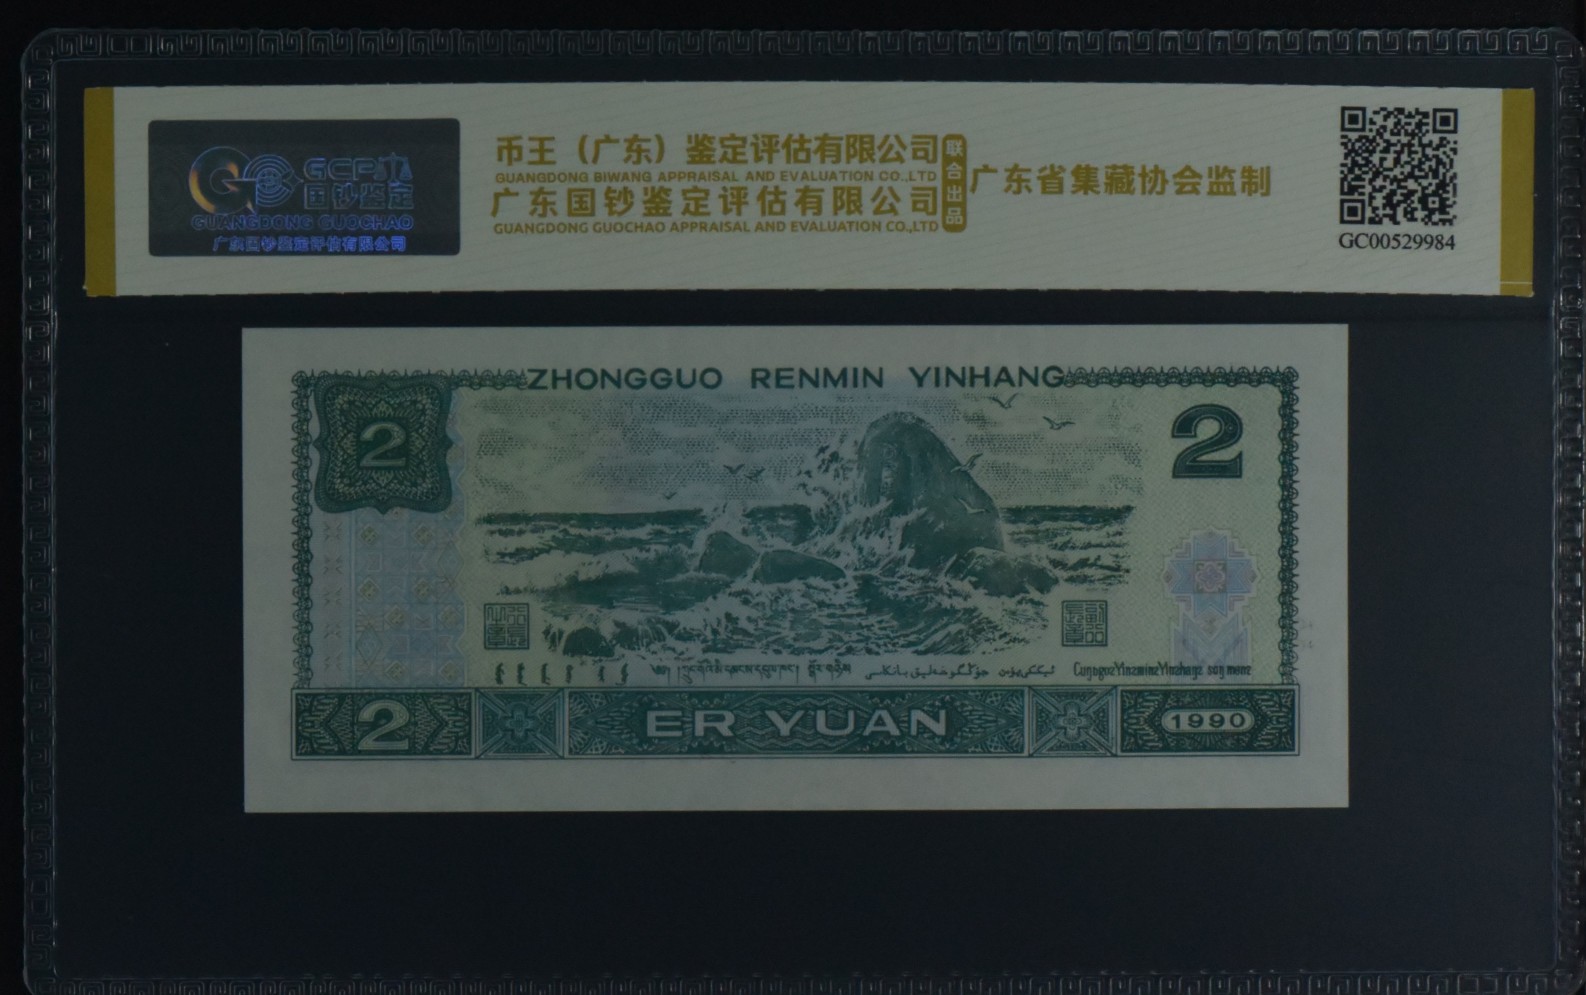 GCP
国钞鉴定
GUANGDONG GUOCHAO
广东国钞鉴定评估有限公司
币王（广东）鉴定评估有限公司
GUANGDONG BIWANG APPRAISAL AND EVALUATION CO.,LTD
广东国钞鉴定评估有限公司
GUANGDONG GUOCHAO APPRAISAL AND EVALUATION CO.,LTD
联合出品
广东省集藏协会监制
GC00529984
ZHONGGUO RENMIN YINHANG
2
2
2
ER YUAN
1990